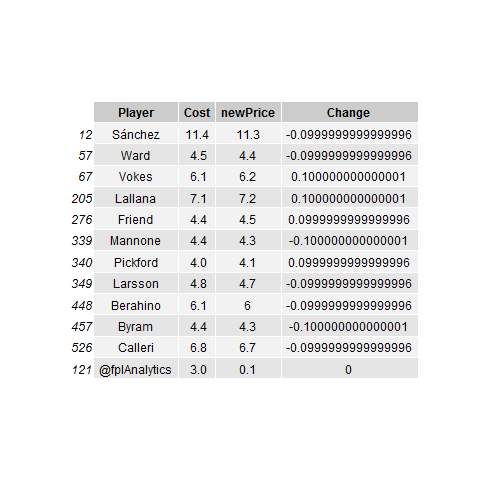 Player Cost newPrice Change
12 Sánchez 11.4 11.3 -0.0999999999999996
57 Ward 4.5 4.4 -0.0999999999999996
67 Vokes 6.1 6.2 0.100000000000001
205 Lallana 7.1 7.2 0.100000000000001
276 Friend 4.4 4.5 0.0999999999999996
339 Mannone 4.4 4.3 -0.100000000000001
340 Pickford 4.0 4.1 0.0999999999999996
349 Larsson 4.8 4.7 -0.0999999999999996
448 Berahino 6.1 6 -0.0999999999999996
457 Byram 4.4 4.3 -0.100000000000001
526 Calleri 6.8 6.7 -0.0999999999999996
121 @fplAnalytics 3.0 0.1 0